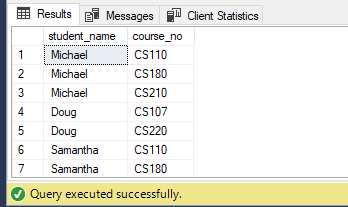 Results Messages Client Statistics
student_name course_no
1 Michael CS110
2 Michael CS180
3 Michael CS210
4 Doug CS107
5 Doug CS220
6 Samantha CS110
7 Samantha CS180
Query executed successfully.